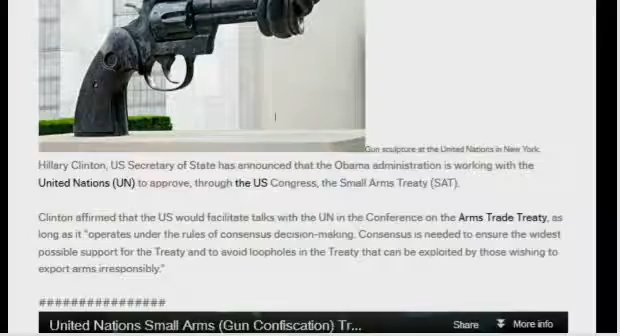 Gun sculpture at the United Nations in New York.
Hillary Clinton, US Secretary of State has announced that the Obama administration is working with the
United Nations (UN) to approve, through the US Congress, the Small Arms Treaty (SAT).
Clinton affirmed that the US would facilitate talks with the UN in the Conference on the Arms Trade Treaty, as
long as it "operates under the rules of consensus decision-making. Consensus is needed to ensure the widest
possible support for the Treaty and to avoid loopholes in the Treaty that can be exploited by those wishing to
export arms irresponsibly."
################
United Nations Small Arms (Gun Confiscation) Tr... Share More info